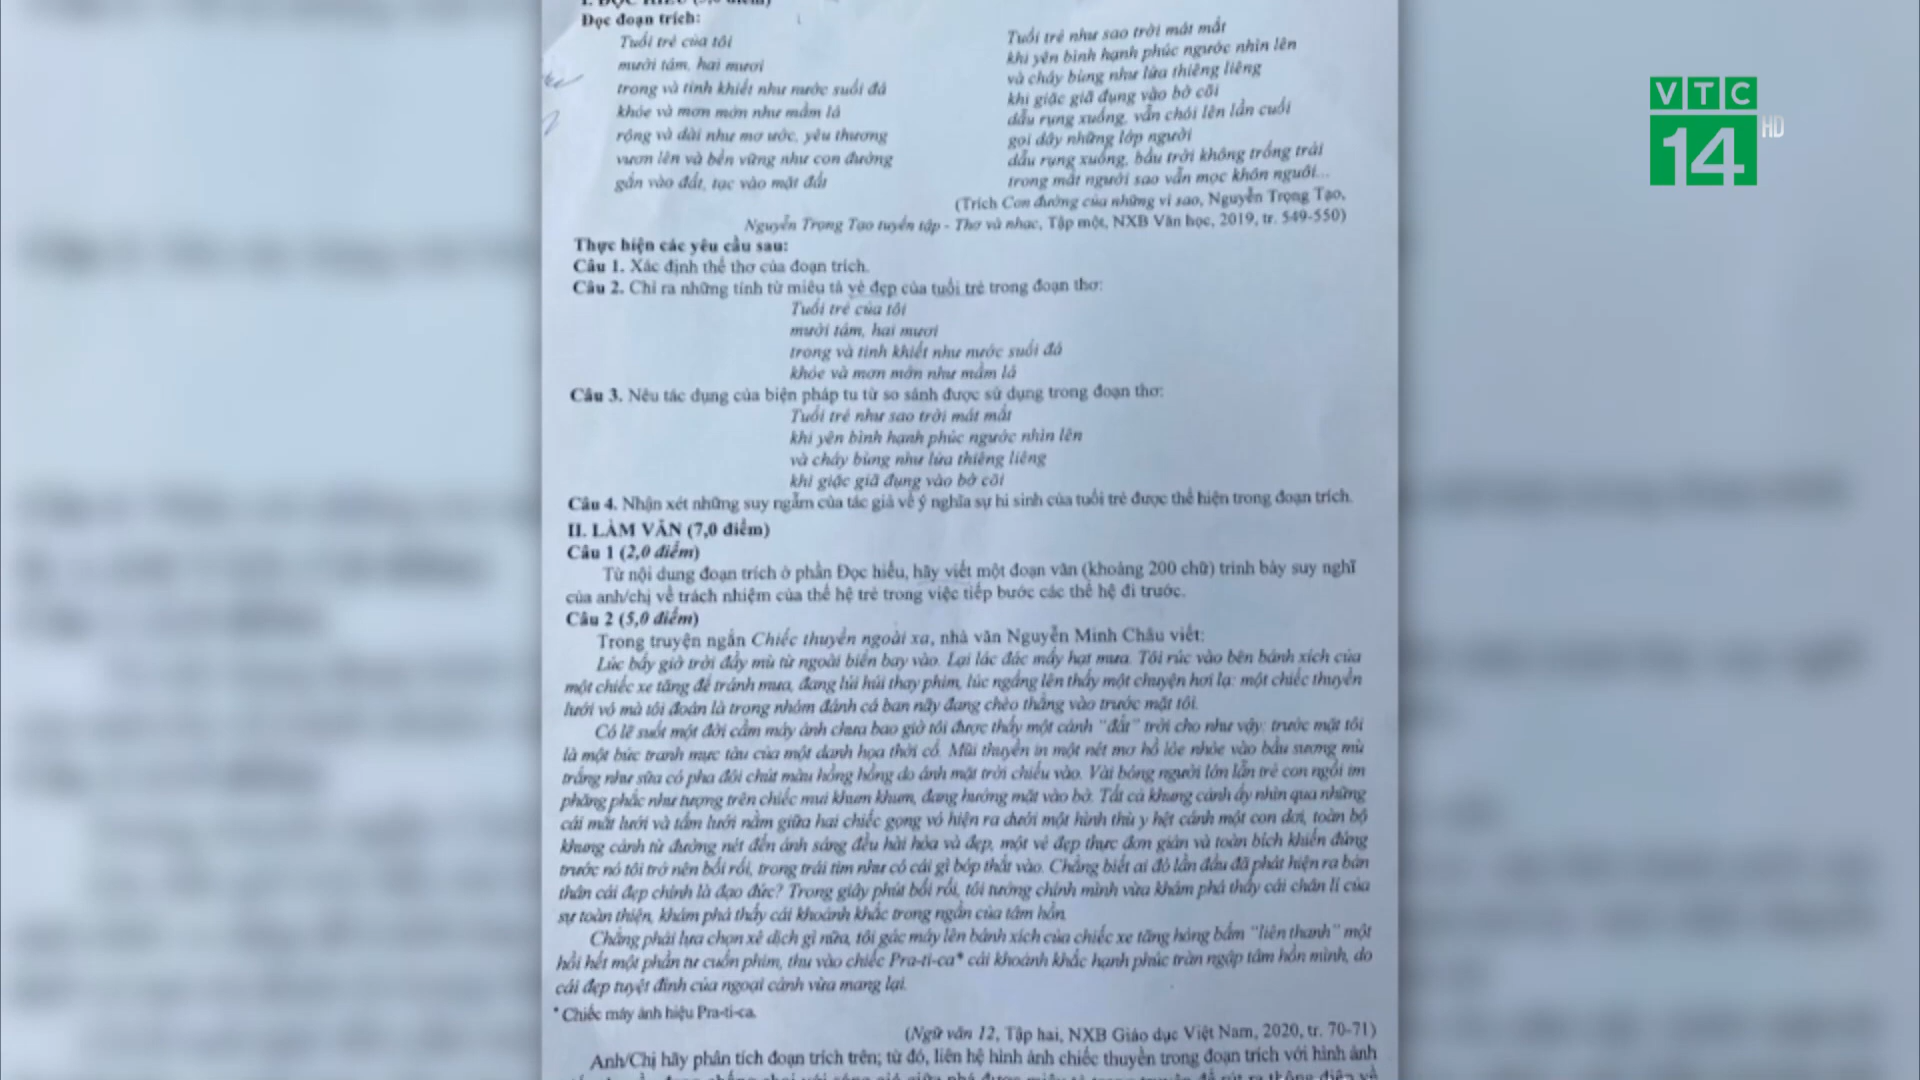 I. ĐỌC HIỂU (3,0 điểm)
Đọc đoạn trích:
Tuổi trẻ của tôi
mười tám, hai mươi
trong và tinh khiết như nước suối đá
khỏe và mơn mởn như mầm lá
rộng và dài như mơ ước, yêu thương
vươn lên và bền vững như con đường
gắn vào đất, tạc vào mặt đất
Tuổi trẻ như sao trời mát mắt
khi yên bình hạnh phúc ngước nhìn lên
và cháy bùng như lửa thiêng liêng
khi giặc giã đụng vào bờ cõi
dẫu rụng xuống, vẫn chói lên lần cuối
gọi dậy những lớp người
dẫu rụng xuống, bầu trời không trống trải
trong mắt người sao vẫn mọc khôn nguôi...
(Trích Con đường của những vì sao, Nguyễn Trọng Tạo,
Nguyễn Trọng Tạo tuyển tập - Thơ và nhạc, Tập một, NXB Văn học, 2019, tr. 549-550)
Thực hiện các yêu cầu sau:
Câu 1. Xác định thể thơ của đoạn trích.
Câu 2. Chỉ ra những tính từ miêu tả vẻ đẹp của tuổi trẻ trong đoạn thơ:
Tuổi trẻ của tôi
mười tám, hai mươi
trong và tinh khiết như nước suối đá
khỏe và mơn mởn như mầm lá
Câu 3. Nêu tác dụng của biện pháp tu từ so sánh được sử dụng trong đoạn thơ:
Tuổi trẻ như sao trời mát mắt
khi yên bình hạnh phúc ngước nhìn lên
và cháy bùng như lửa thiêng liêng
khi giặc giã đụng vào bờ cõi
Câu 4. Nhận xét những suy ngẫm của tác giả về ý nghĩa sự hi sinh của tuổi trẻ được thể hiện trong đoạn trích.
II. LÀM VĂN (7,0 điểm)
Câu 1 (2,0 điểm)
Từ nội dung đoạn trích ở phần Đọc hiểu, hãy viết một đoạn văn (khoảng 200 chữ) trình bày suy nghĩ
của anh/chị về trách nhiệm của thế hệ trẻ trong việc tiếp bước các thế hệ đi trước.
Câu 2 (5,0 điểm)
Trong truyện ngắn Chiếc thuyền ngoài xa, nhà văn Nguyễn Minh Châu viết:
Lúc bấy giờ trời đầy mù từ ngoài biển bay vào. Lại lác đác mấy hạt mưa. Tôi rúc vào bên bánh xích của
một chiếc xe tăng để tránh mưa, đang lúi húi thay phim, lúc ngẩng lên thấy một chuyện hơi lạ: một chiếc thuyền
lưới vó mà tôi đoán là trong nhóm đánh cá ban nãy đang chèo thẳng vào trước mặt tôi.
Có lẽ suốt một đời cầm máy ảnh chưa bao giờ tôi được thấy một cảnh "đắt" trời cho như vậy: trước mặt tôi
là một bức tranh mực tàu của một danh họa thời cổ. Mũi thuyền in một nét mơ hồ lòe nhòe vào bầu sương mù
trắng như sữa có pha đôi chút màu hồng hồng do ánh mặt trời chiếu vào. Vài bóng người lớn lẫn trẻ con ngồi im
phăng phắc như tượng trên chiếc mui khum khum, đang hướng mặt vào bờ. Tất cả khung cảnh ấy nhìn qua những
cái mắt lưới và tấm lưới nằm giữa hai chiếc gọng vó hiện ra dưới một hình thù y hệt cánh một con dơi, toàn bộ
khung cảnh từ đường nét đến ánh sáng đều hài hòa và đẹp, một vẻ đẹp thực đơn giản và toàn bích khiến đứng
trước nó tôi trở nên bối rối, trong trái tim như có cái gì bóp thắt vào. Chẳng biết ai đó lần đầu đã phát hiện ra bản
thân cái đẹp chính là đạo đức? Trong giây phút bối rối, tôi tưởng chính mình vừa khám phá thấy cái chân lí của
sự toàn thiện, khám phá thấy cái khoảnh khắc trong ngần của tâm hồn.
Chẳng phải lựa chọn xê dịch gì nữa, tôi gác máy lên bánh xích của chiếc xe tăng hỏng bấm "liên thanh" một
hồi hết một phần tư cuốn phim, thu vào chiếc Pra-ti-ca* cái khoảnh khắc hạnh phúc tràn ngập tâm hồn mình, do
cái đẹp tuyệt đỉnh của ngoại cảnh vừa mang lại.
* Chiếc máy ảnh hiệu Pra-ti-ca.
(Ngữ văn 12, Tập hai, NXB Giáo dục Việt Nam, 2020, tr. 70-71)
Anh/Chị hãy phân tích đoạn trích trên; từ đó, liên hệ hình ảnh chiếc thuyền trong đoạn trích với hình ảnh
VTC
14
HD